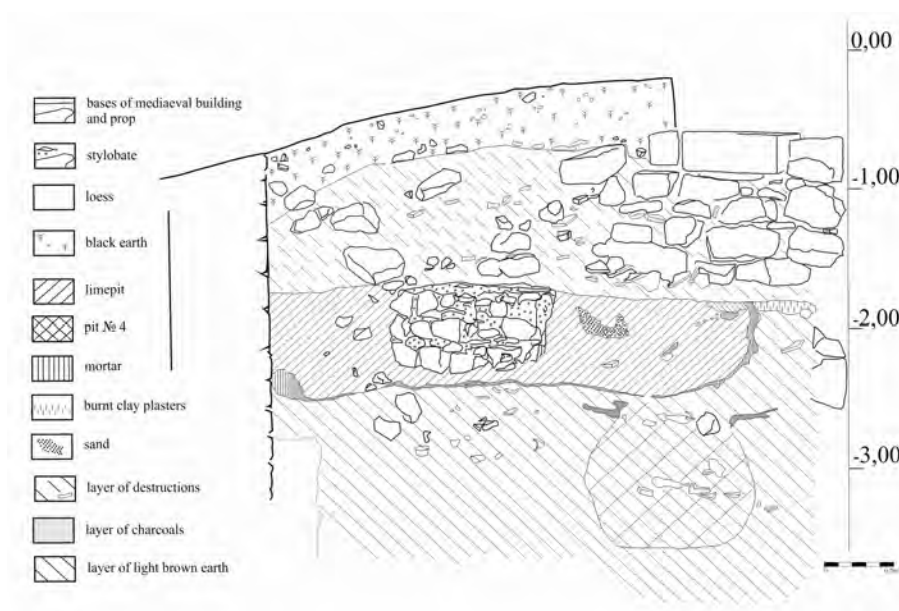 bases of mediaeval building
and prop
stylobate
loess
black earth
limepit
pit № 4
mortar
burnt clay plasters
sand
layer of destructions
layer of charcoals
layer of light brown earth
0,00
-1,00
-2,00
-3,00